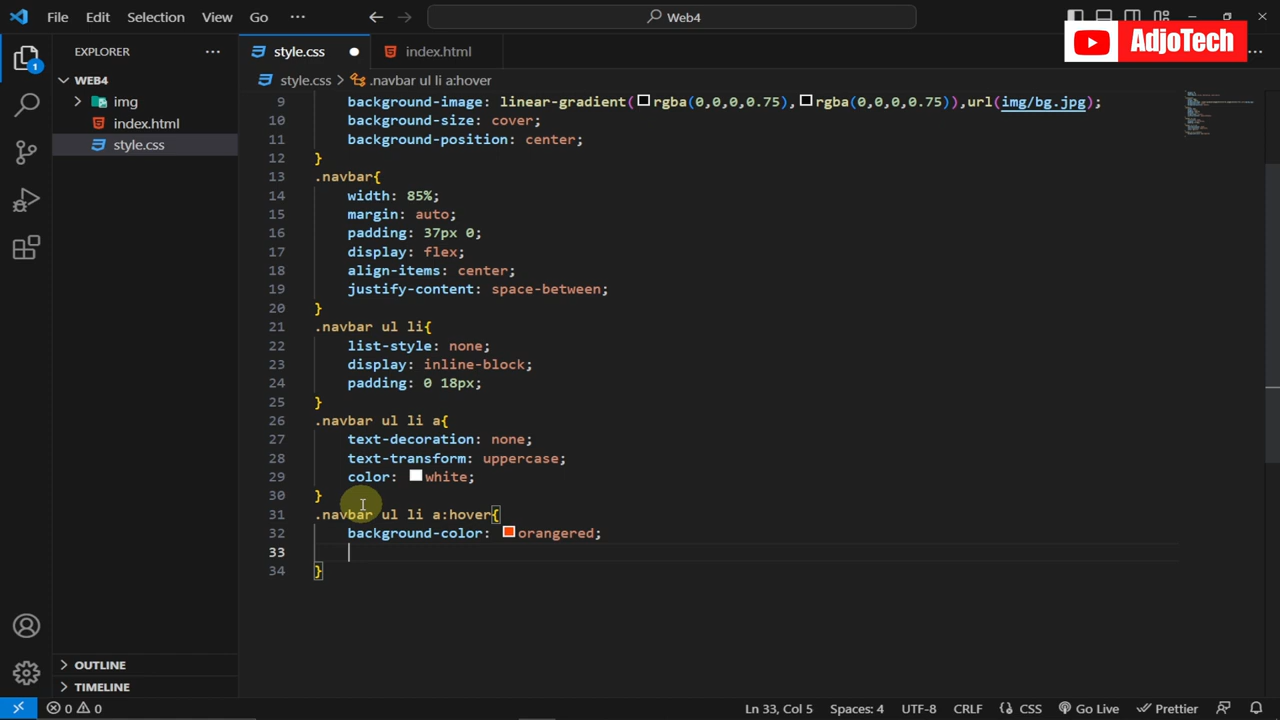 File Edit Selection View Go ··· Web4
AdjoTech
EXPLORER
WEB4
img
index.html
style.css
1
style.css
index.html
style.css > .navbar ul li a:hover
9 background-image: linear-gradient(rgba(0,0,0,0.75),rgba(0,0,0,0.75)),url(img/bg.jpg);
10 background-size: cover;
11 background-position: center;
12 }
13 .navbar{
14 width: 85%;
15 margin: auto;
16 padding: 37px 0;
17 display: flex;
18 align-items: center;
19 justify-content: space-between;
20 }
21 .navbar ul li{
22 list-style: none;
23 display: inline-block;
24 padding: 0 18px;
25 }
26 .navbar ul li a{
27 text-decoration: none;
28 text-transform: uppercase;
29 color: white;
30 }
31 .navbar ul li a:hover{
32 background-color: orangered;
33
34 }
OUTLINE
TIMELINE
0 0 Ln 33, Col 5 Spaces: 4 UTF-8 CRLF {} CSS Go Live Prettier